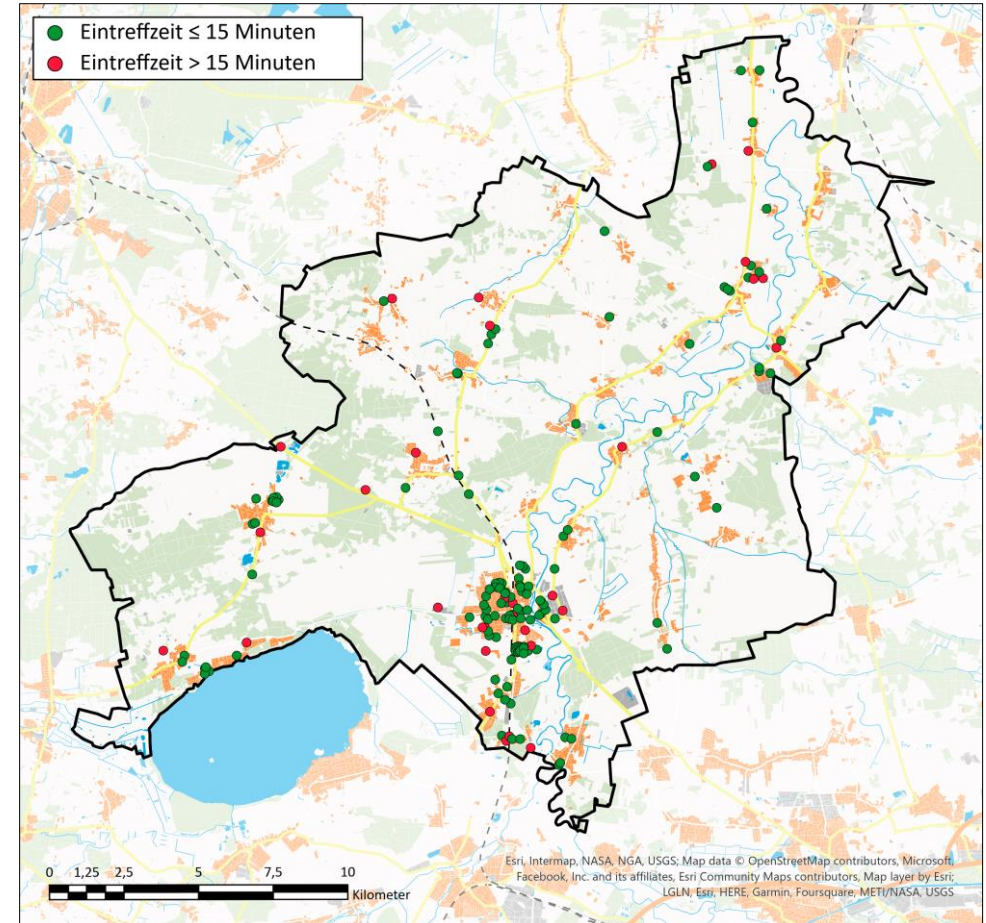 Eintreffzeit ≤ 15 Minuten
Eintreffzeit > 15 Minuten
0 1,25 2,5 5 7,5 10
Kilometer
Esri, Intermap, NASA, NGA, USGS; Map data © OpenStreetMap contributors, Microsoft,
Facebook, Inc. and its affiliates, Esri Community Maps contributors, Map layer by Esri;
LGLN, Esri, HERE, Garmin, Foursquare, METI/NASA, USGS